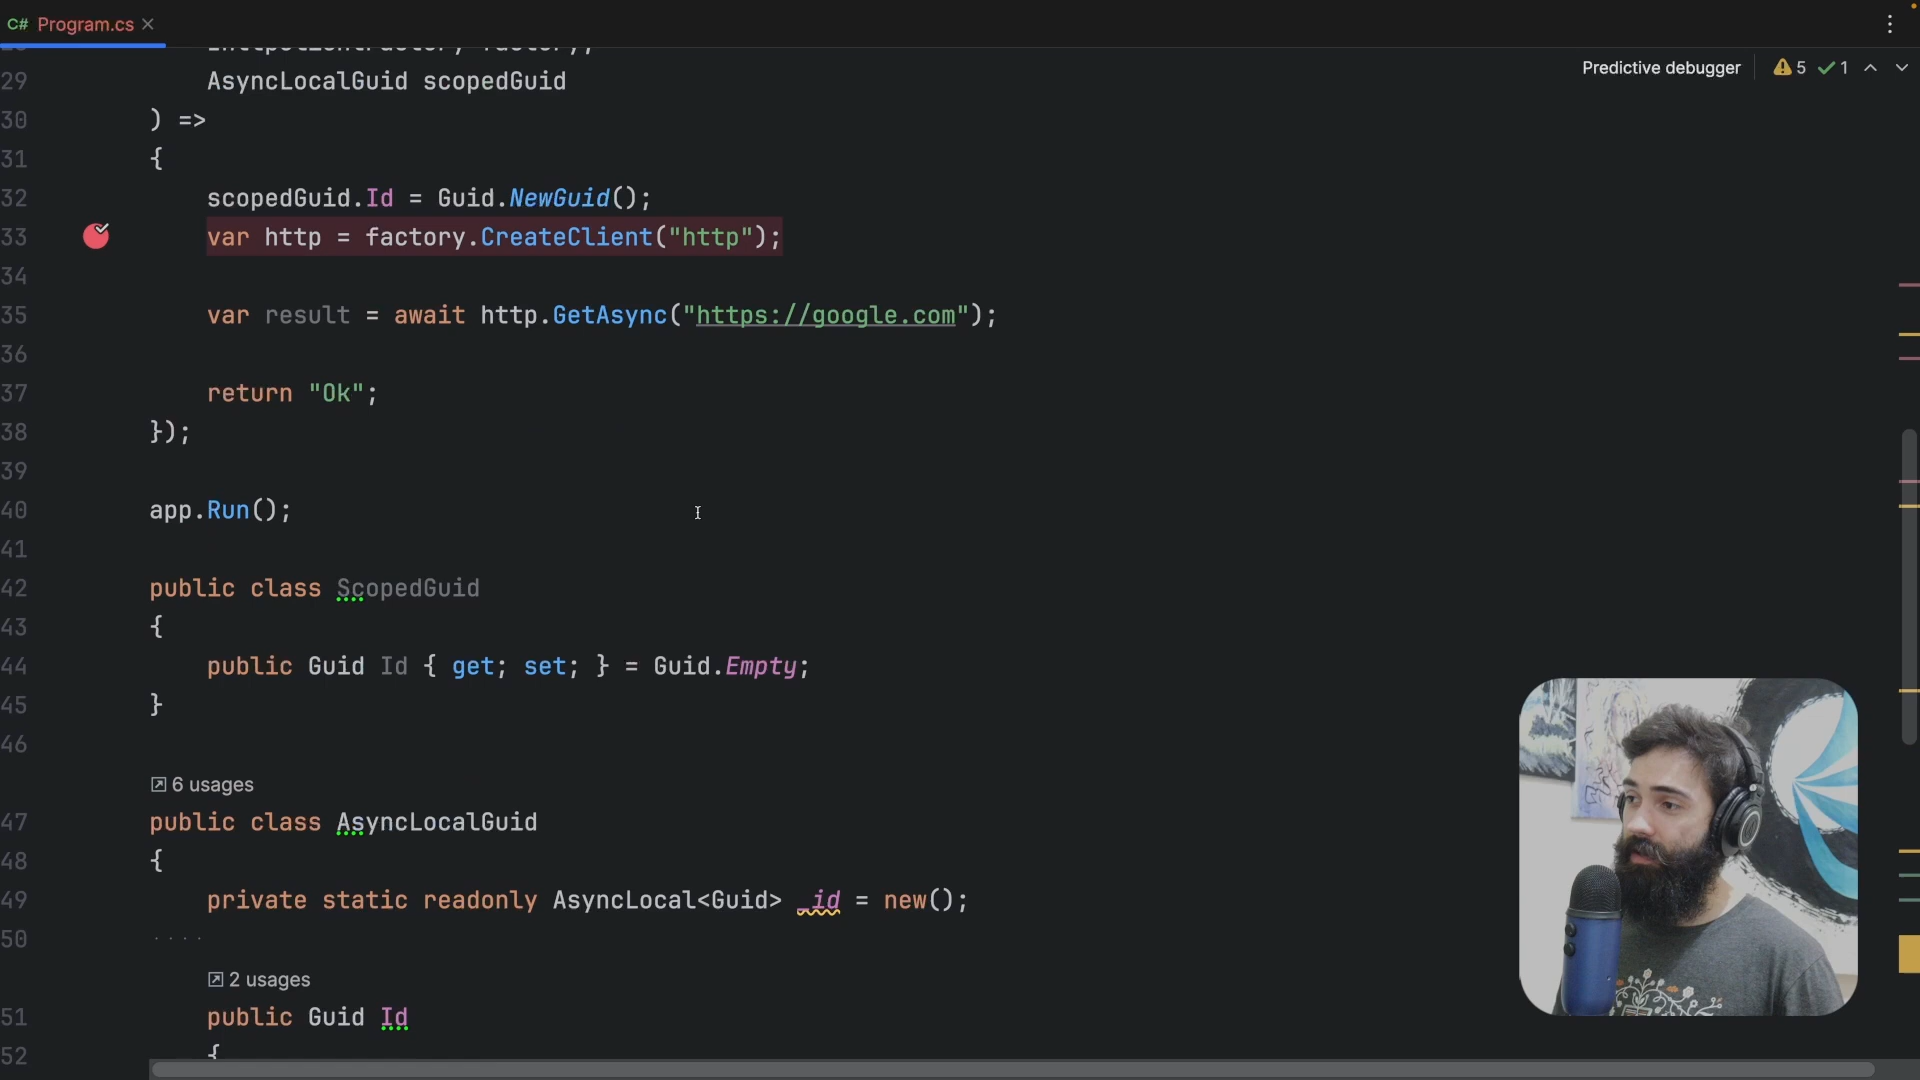 C# Program.cs
Predictive debugger 5 1
29 AsyncLocalGuid scopedGuid
30 ) =>
31 {
32 scopedGuid.Id = Guid.NewGuid();
33 var http = factory.CreateClient("http");
34
35 var result = await http.GetAsync("https://google.com");
36
37 return "Ok";
38 });
39
40 app.Run();
41
42 public class ScopedGuid
43 {
44 public Guid Id { get; set; } = Guid.Empty;
45 }
46
6 usages
47 public class AsyncLocalGuid
48 {
49 private static readonly AsyncLocal<Guid> _id = new();
50
2 usages
51 public Guid Id
52 {